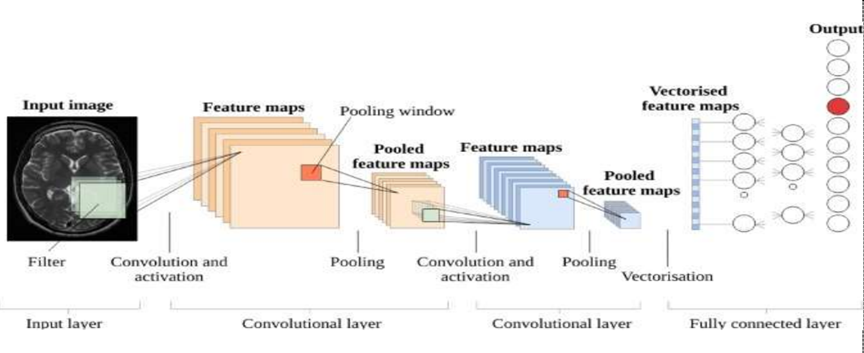 Output
Vectorised
feature maps
Input image
Feature maps
Pooling window
Pooled
feature maps
Feature maps
Pooled
feature maps
Filter
Convolution and
activation
Pooling
Convolution and
activation
Pooling
Vectorisation
Input layer
Convolutional layer
Convolutional layer
Fully connected layer